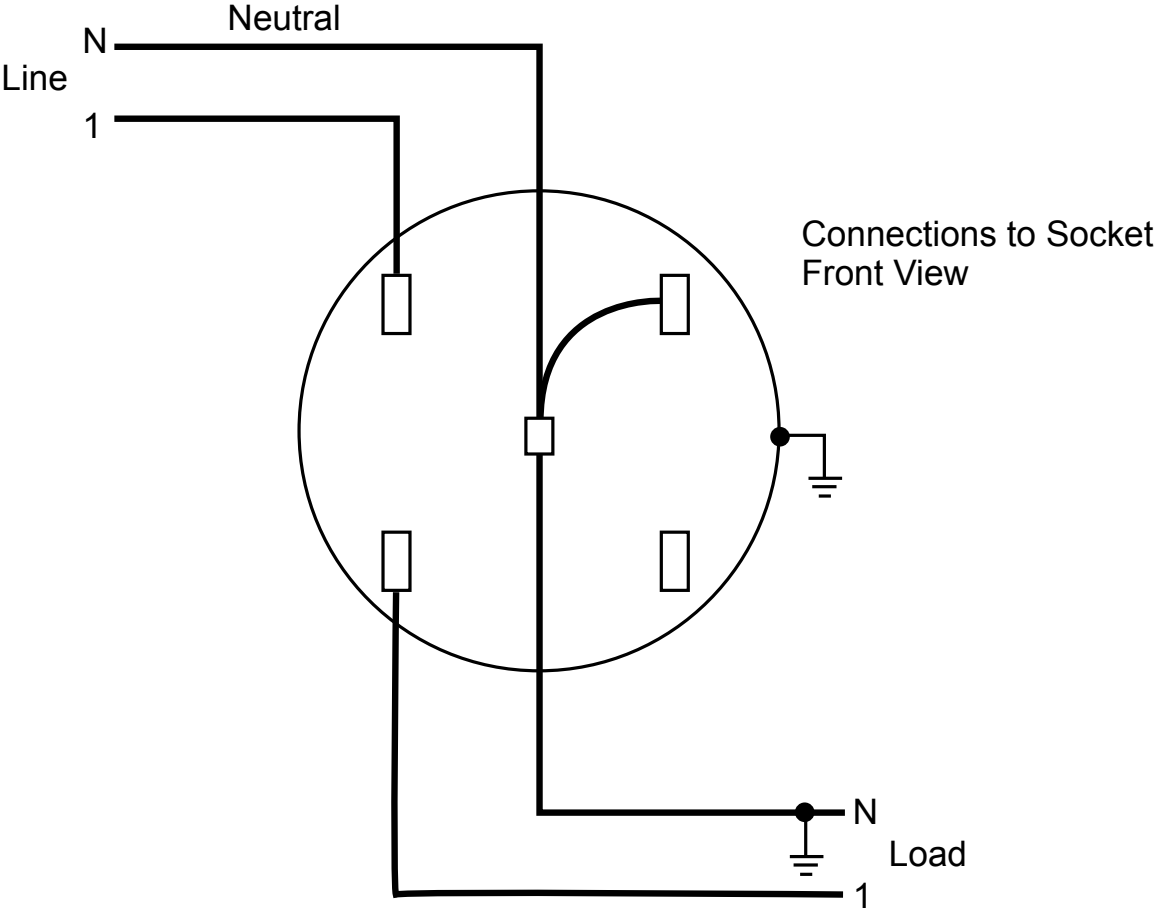 Neutral
N
Line
1
Connections to Socket
Front View
N
Load
1